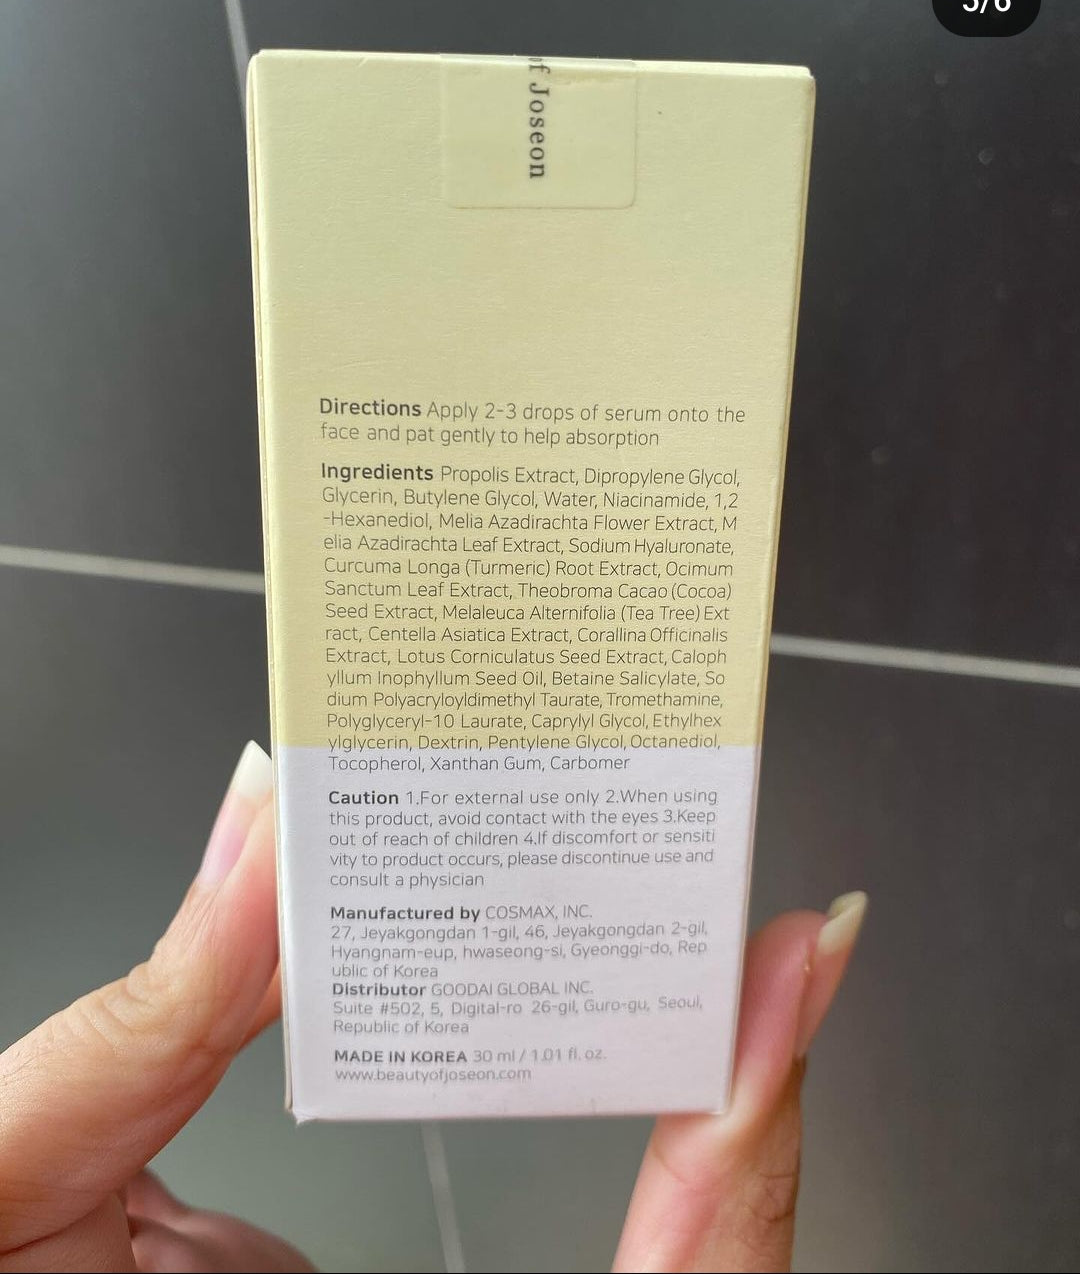 5/6
of Joseon
Directions Apply 2-3 drops of serum onto the
face and pat gently to help absorption
Ingredients Propolis Extract, Dipropylene Glycol,
Glycerin, Butylene Glycol, Water, Niacinamide, 1,2
-Hexanediol, Melia Azadirachta Flower Extract, M
elia Azadirachta Leaf Extract, Sodium Hyaluronate,
Curcuma Longa (Turmeric) Root Extract, Ocimum
Sanctum Leaf Extract, Theobroma Cacao (Cocoa)
Seed Extract, Melaleuca Alternifolia (Tea Tree) Ext
ract, Centella Asiatica Extract, Corallina Officinalis
Extract, Lotus Corniculatus Seed Extract, Caloph
yllum Inophyllum Seed Oil, Betaine Salicylate, So
dium Polyacryloyldimethyl Taurate, Tromethamine,
Polyglyceryl-10 Laurate, Caprylyl Glycol, Ethylhex
ylglycerin, Dextrin, Pentylene Glycol, Octanediol,
Tocopherol, Xanthan Gum, Carbomer
Caution 1.For external use only 2.When using
this product, avoid contact with the eyes 3.Keep
out of reach of children 4.If discomfort or sensiti
vity to product occurs, please discontinue use and
consult a physician
Manufactured by COSMAX, INC.
27, Jeyakgongdan 1-gil, 46, Jeyakgongdan 2-gil,
Hyangnam-eup, hwaseong-si, Gyeonggi-do, Rep
ublic of Korea
Distributor GOODAI GLOBAL INC.
Suite #502, 5, Digital-ro 26-gil, Guro-gu, Seoul,
Republic of Korea
MADE IN KOREA 30 ml / 1.01 fl. oz.
www.beautyofjoseon.com